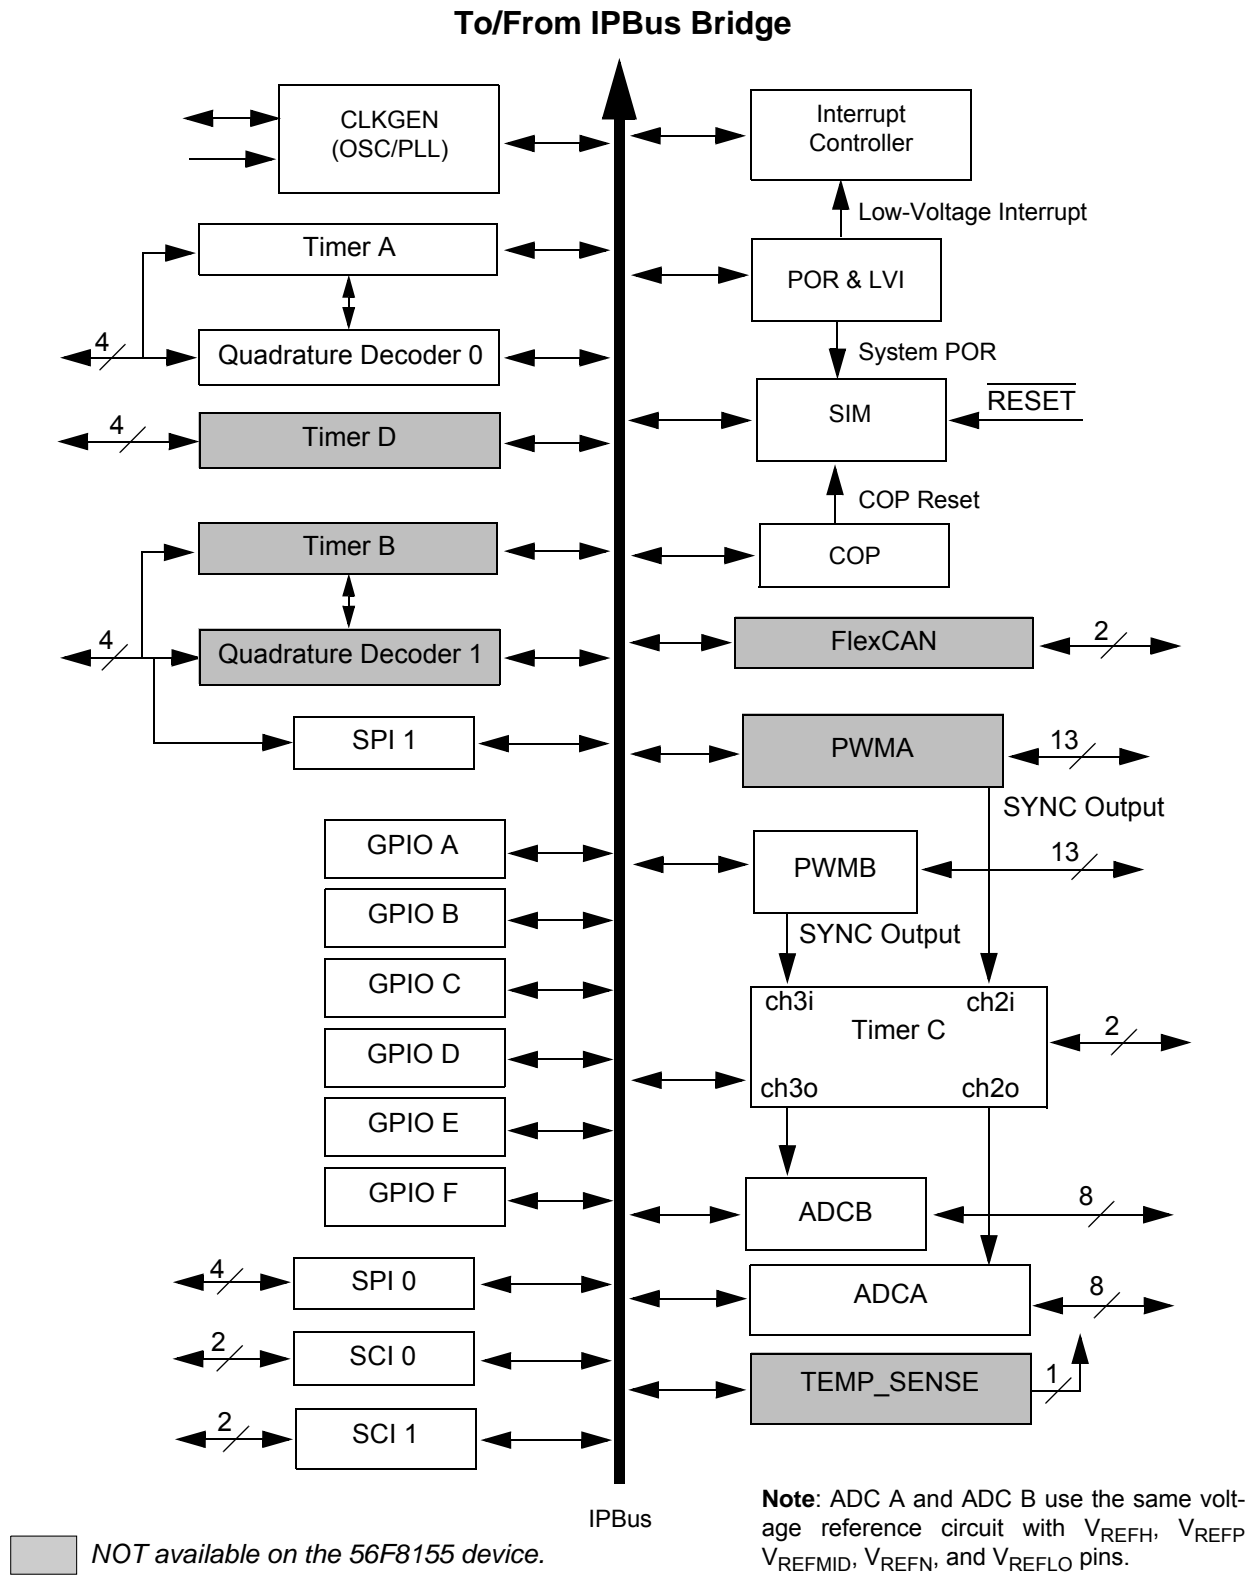 To/From IPBus Bridge
CLKGEN
(OSC/PLL)
Interrupt
Controller
Low-Voltage Interrupt
Timer A
POR & LVI
4
Quadrature Decoder 0
System POR
RESET
SIM
4
Timer D
COP Reset
Timer B
COP
4
Quadrature Decoder 1
FlexCAN
2
SPI 1
PWMA
13
SYNC Output
GPIO A
PWMB
13
GPIO B
SYNC Output
GPIO C
ch3i
ch2i
Timer C
2
GPIO D
ch3o
ch2o
GPIO E
GPIO F
ADCB
8
4
SPI 0
ADCA
8
2
SCI 0
TEMP_SENSE
1
2
SCI 1
IPBus
Note: ADC A and ADC B use the same volt-
age reference circuit with VREFH, VREFP
VREFMID, VREFN, and VREFLO pins.
NOT available on the 56F8155 device.